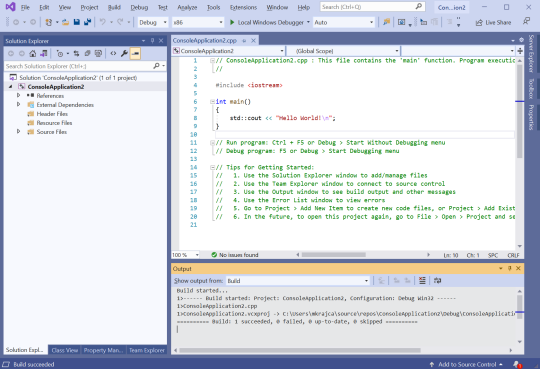 File Edit View Project Build Debug Test Analyze Tools Extensions Window Help Search (Ctrl+Q) Con...ion2
Debug x86 Local Windows Debugger Auto Live Share
Solution Explorer
Search Solution Explorer (Ctrl+;)
Solution 'ConsoleApplication2' (1 of 1 project)
ConsoleApplication2
References
External Dependencies
Header Files
Resource Files
Source Files
Solution Expl... Class View Property Man... Team Explorer
ConsoleApplication2.cpp
ConsoleApplication2 (Global Scope)
1 // ConsoleApplication2.cpp : This file contains the 'main' function. Program executio
2 //
3
4 #include <iostream>
5
6 int main()
7 {
8 std::cout << "Hello World!\n";
9 }
10
11 // Run program: Ctrl + F5 or Debug > Start Without Debugging menu
12 // Debug program: F5 or Debug > Start Debugging menu
13
14 // Tips for Getting Started:
15 // 1. Use the Solution Explorer window to add/manage files
16 // 2. Use the Team Explorer window to connect to source control
17 // 3. Use the Output window to see build output and other messages
18 // 4. Use the Error List window to view errors
19 // 5. Go to Project > Add New Item to create new code files, or Project > Add Exist
20 // 6. In the future, to open this project again, go to File > Open > Project and se
21
100 % No issues found Ln: 10 Ch: 1 SPC CRLF
Output
Show output from: Build
Build started...
1>------ Build started: Project: ConsoleApplication2, Configuration: Debug Win32 ------
1>ConsoleApplication2.cpp
1>ConsoleApplication2.vcxproj -> C:\Users\mkrajca\source\repos\ConsoleApplication2\Debug\ConsoleApplicatio
========== Build: 1 succeeded, 0 failed, 0 up-to-date, 0 skipped ==========
Server Explorer
Toolbox
Properties
Build succeeded Add to Source Control